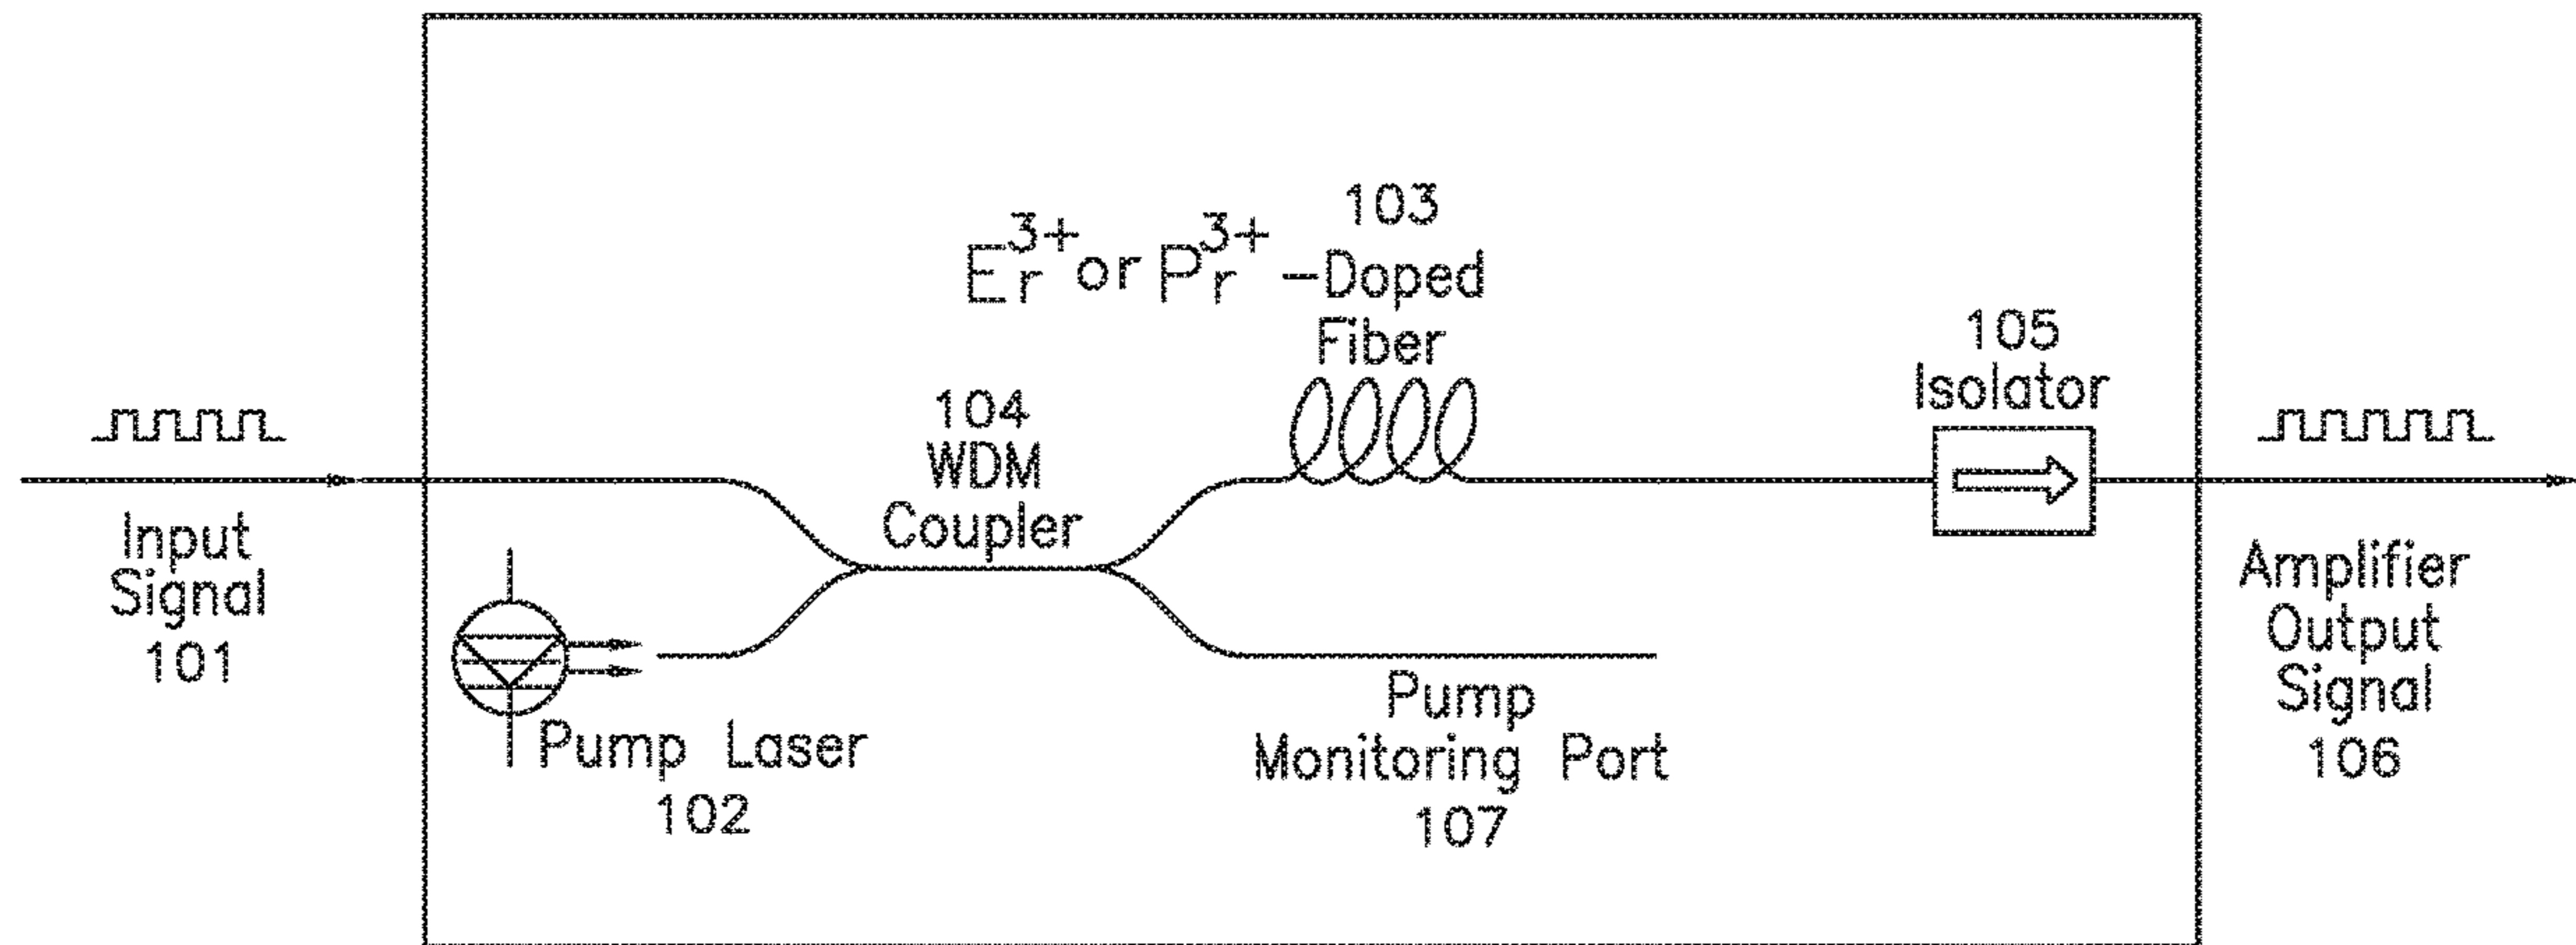 103
Er3+ or Pr3+ -Doped
Fiber
105
Isolator
104
WDM
Coupler
Input
Signal
101
Amplifier
Output
Signal
106
Pump Laser
102
Pump
Monitoring Port
107